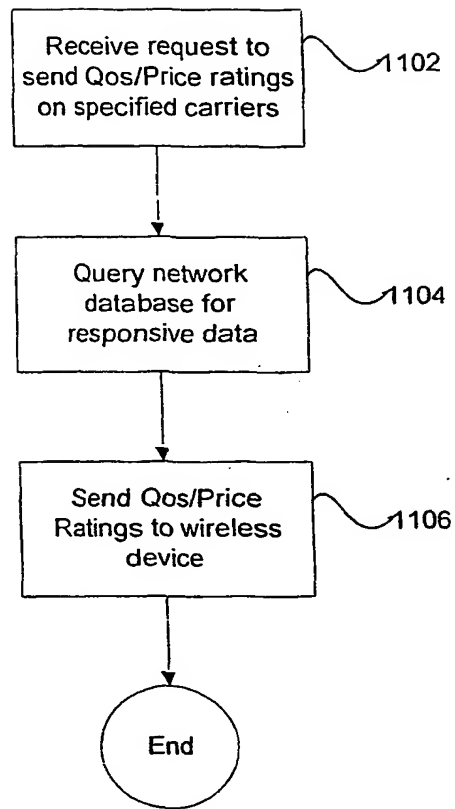 Receive request to
send Qos/Price ratings
on specified carriers
1102
Query network
database for
responsive data
1104
Send Qos/Price
Ratings to wireless
device
1106
End